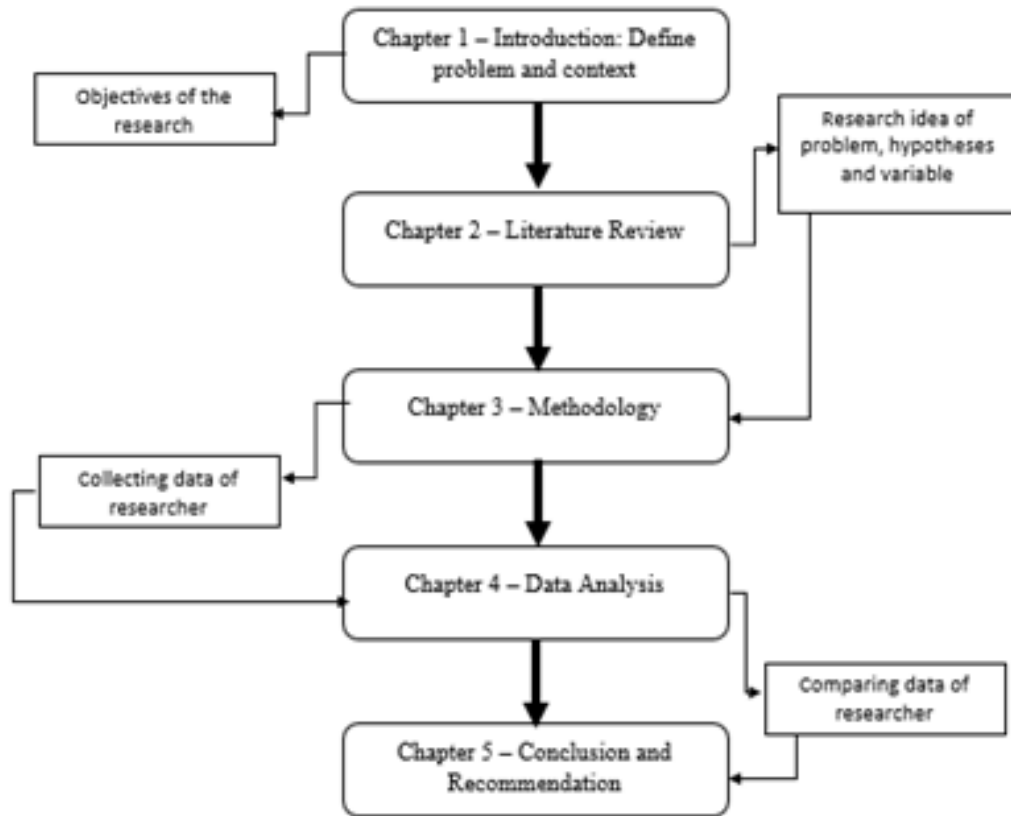 Chapter 1 – Introduction: Define
problem and context
Objectives of the
research
Research idea of
problem, hypotheses
and variable
Chapter 2 – Literature Review
Chapter 3 – Methodology
Collecting data of
researcher
Chapter 4 – Data Analysis
Comparing data of
researcher
Chapter 5 – Conclusion and
Recommendation